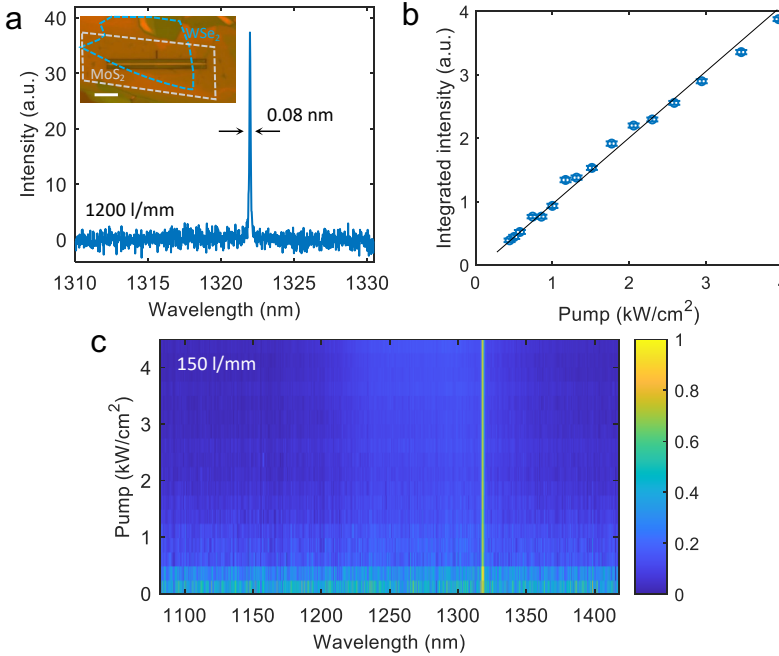 a
Intensity (a.u.)
40
30
20
10
0
WSe₂
MoS₂
0.08 nm
1200 l/mm
1310
1315
1320
1325
1330
Wavelength (nm)
b
Integrated intensity (a.u.)
4
3
2
1
0
0
1
2
3
4
Pump (kW/cm²)
c
150 l/mm
Pump (kW/cm²)
4
3
2
1
0
1100
1150
1200
1250
1300
1350
1400
Wavelength (nm)
1
0.8
0.6
0.4
0.2
0